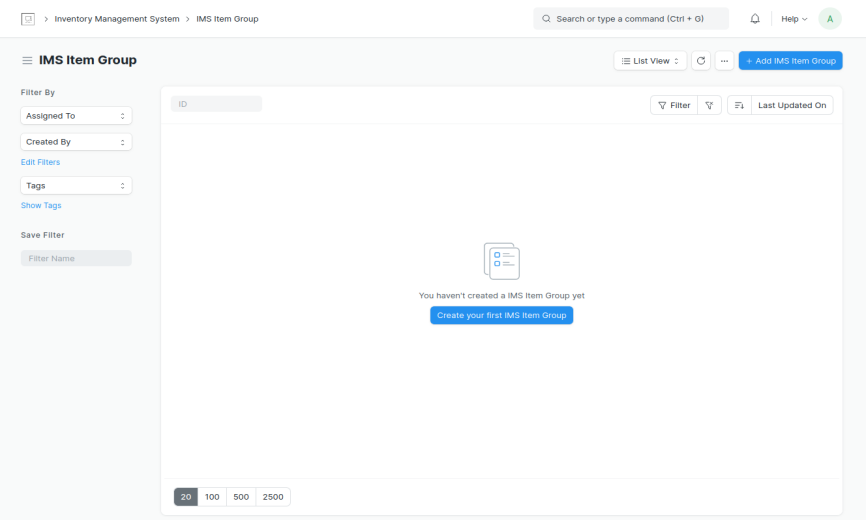 Inventory Management System
IMS Item Group
Search or type a command (Ctrl + G)
Help
A
IMS Item Group
List View
+ Add IMS Item Group
Filter By
Assigned To
Created By
Edit Filters
Tags
Show Tags
Save Filter
Filter Name
ID
Filter
Last Updated On
You haven't created a IMS Item Group yet
Create your first IMS Item Group
20 100 500 2500